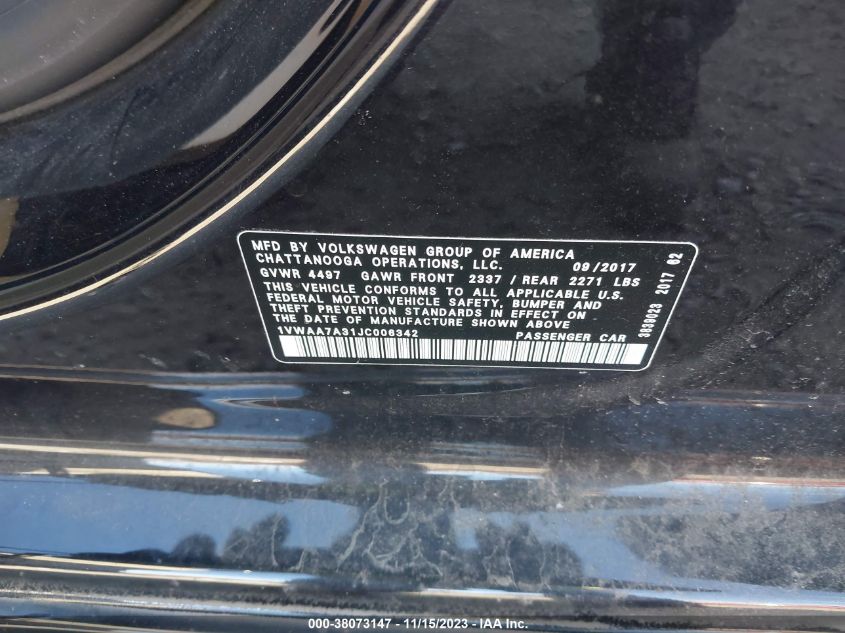 MFD BY VOLKSWAGEN GROUP OF AMERICA
CHATTANOOGA OPERATIONS, LLC. 09/2017
GVWR 4497 GAWR FRONT 2337 / REAR 2271 LBS
THIS VEHICLE CONFORMS TO ALL APPLICABLE U.S.
FEDERAL MOTOR VEHICLE SAFETY, BUMPER AND
THEFT PREVENTION STANDARDS IN EFFECT ON
THE DATE OF MANUFACTURE SHOWN ABOVE
1VWAA7A31JC006342 PASSENGER CAR
3839023 2017 62
000-38073147 - 11/15/2023 - IAA Inc.